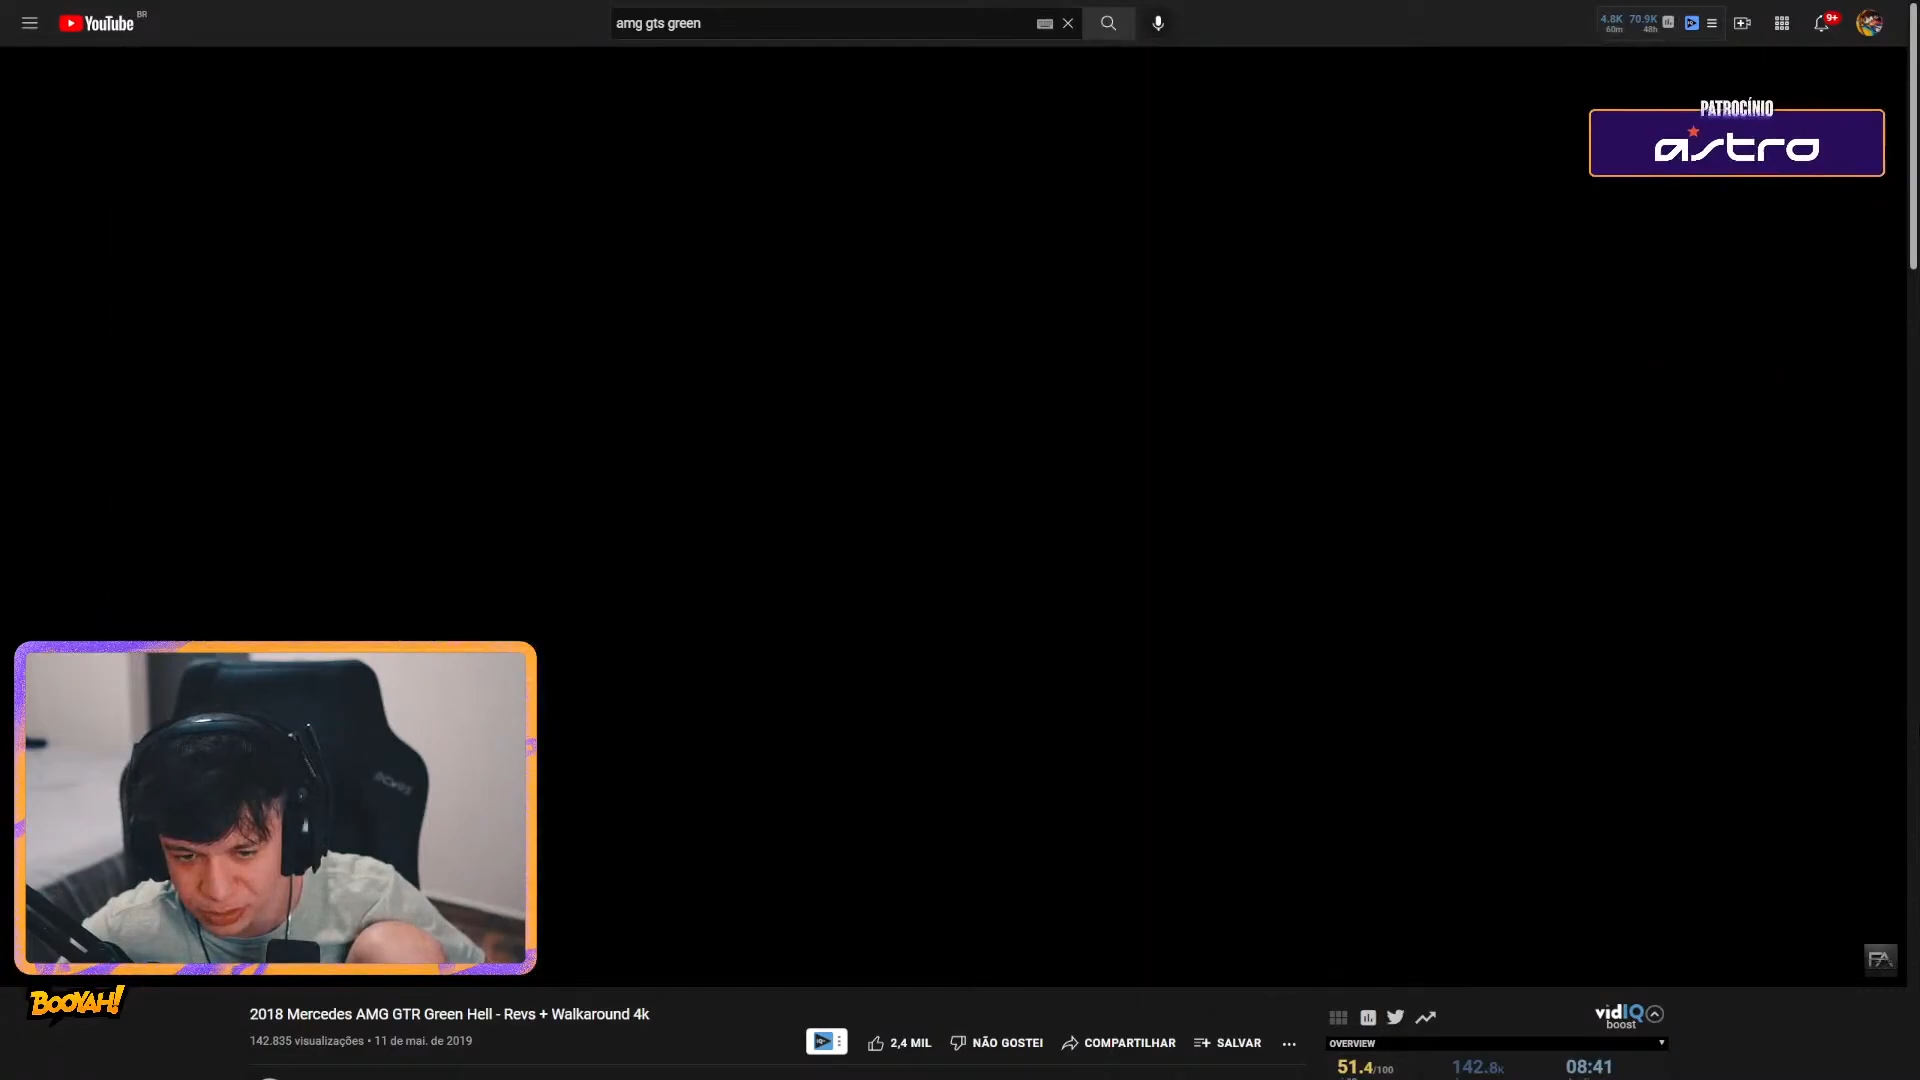 YouTube BR
amg gts green
4.8K 70.9K
60m 48h
9+
PATROCÍNIO
astro
FA
BOOYAH!
2018 Mercedes AMG GTR Green Hell - Revs + Walkaround 4k
142.835 visualizações • 11 de mai. de 2019
2,4 MIL
NÃO GOSTEI
COMPARTILHAR
SALVAR
vidIQ
boost
OVERVIEW
51.4/100
142.8K
08:41